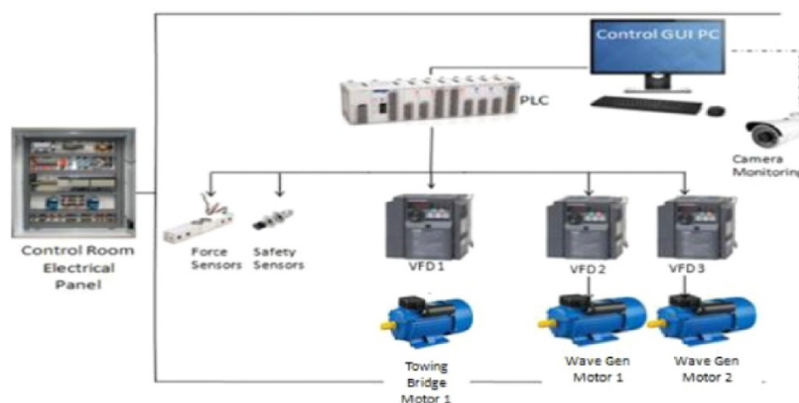 Control GUI PC
PLC
Camera
Monitoring
Control Room
Electrical
Panel
Force
Sensors
Safety
Sensors
VFD 1
VFD 2
VFD 3
Towing
Bridge
Motor 1
Wave Gen
Motor 1
Wave Gen
Motor 2